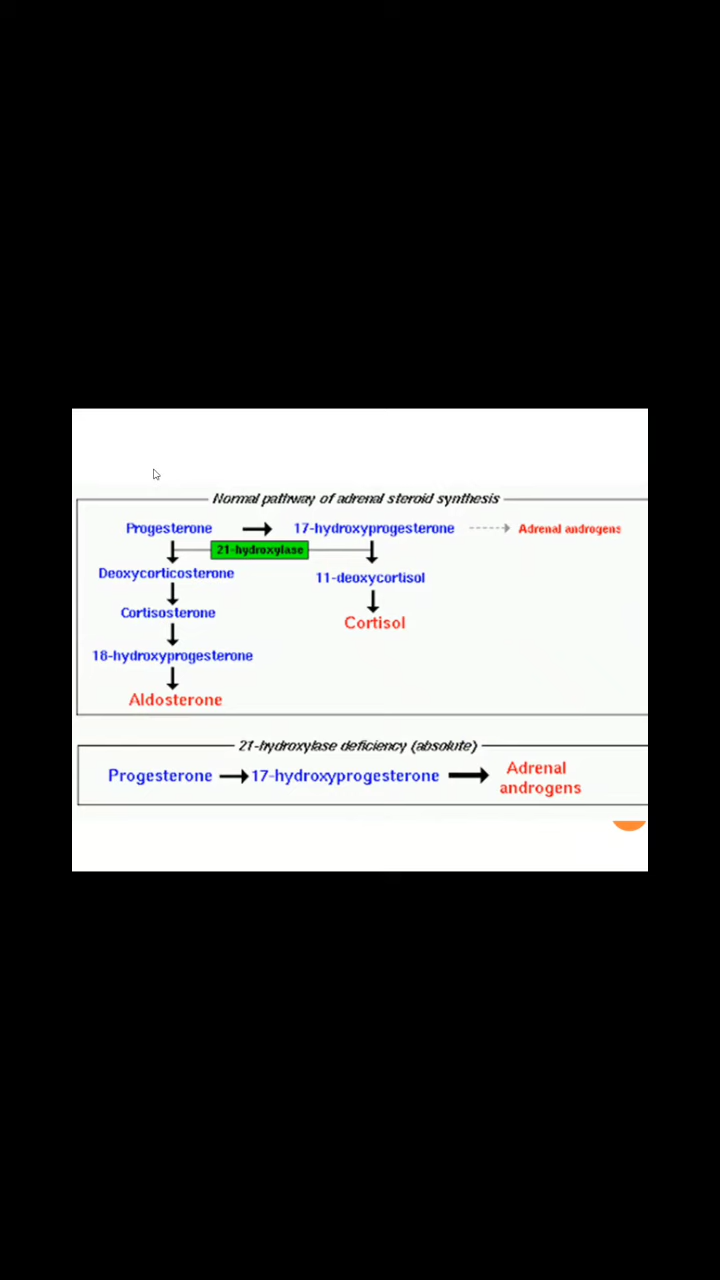 Normal pathway of adrenal steroid synthesis
Progesterone 17-hydroxyprogesterone Adrenal androgens
21-hydroxylase
Deoxycorticosterone 11-deoxycortisol
Cortisosterone Cortisol
18-hydroxyprogesterone
Aldosterone
21-hydroxylase deficiency (absolute)
Progesterone 17-hydroxyprogesterone Adrenal
androgens